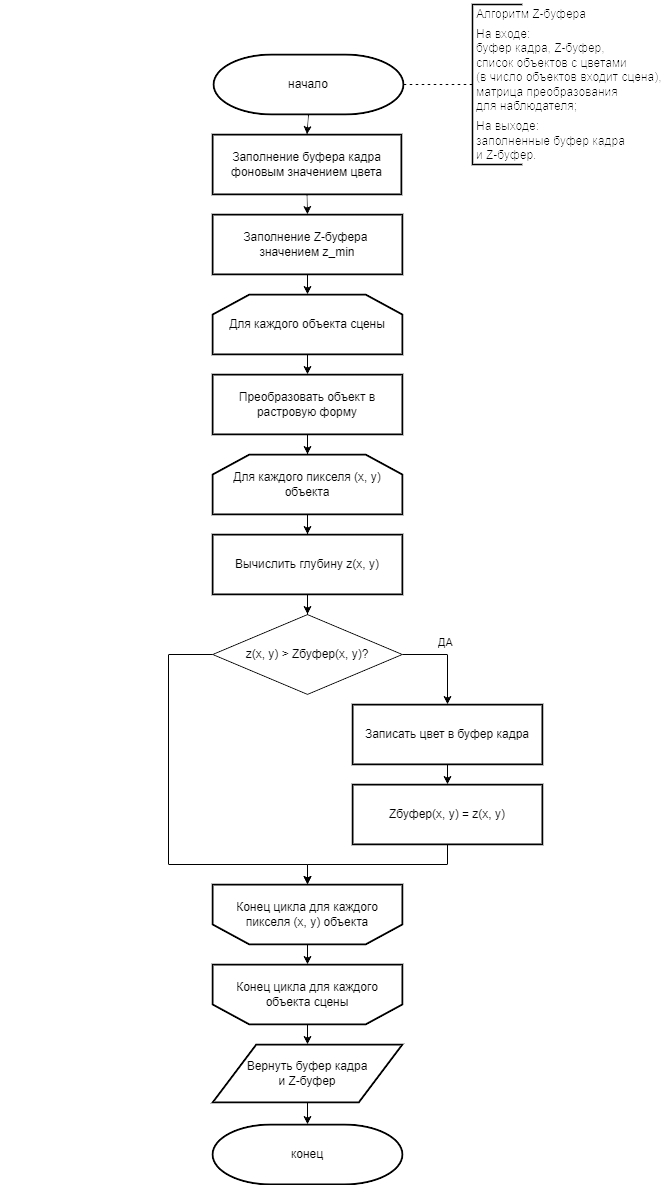 Алгоритм Z-буфера
На входе:
буфер кадра, Z-буфер,
список объектов с цветами
(в число объектов входит сцена),
матрица преобразования
для наблюдателя;
На выходе:
заполненные буфер кадра
и Z-буфер.
начало
Заполнение буфера кадра
фоновым значением цвета
Заполнение Z-буфера
значением z_min
Для каждого объекта сцены
Преобразовать объект в
растровую форму
Для каждого пикселя (x, y)
объекта
Вычислить глубину z(x, y)
z(x, y) > Zбуфер(x, y)?
ДА
Записать цвет в буфер кадра
Zбуфер(x, y) = z(x, y)
Конец цикла для каждого
пикселя (x, y) объекта
Конец цикла для каждого
объекта сцены
Вернуть буфер кадра
и Z-буфер
конец